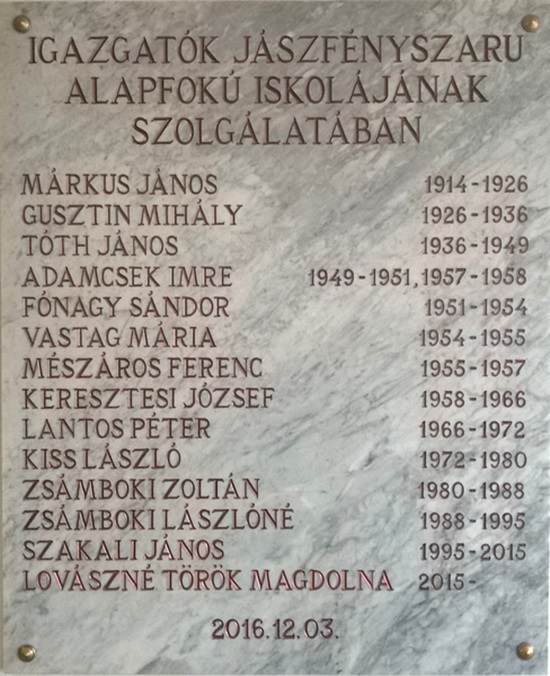 IGAZGATÓK JÁSZFÉNYSZARU
ALAPFOKÚ ISKOLÁJÁNAK
SZOLGÁLATÁBAN
MÁRKUS JÁNOS 1914-1926
GUSZTIN MIHÁLY 1926-1936
TÓTH JÁNOS 1936-1949
ADAMCSEK IMRE 1949-1951, 1957-1958
FÓNAGY SÁNDOR 1951-1954
VASTAG MÁRIA 1954-1955
MÉSZÁROS FERENC 1955-1957
KERESZTESI JÓZSEF 1958-1966
LANTOS PÉTER 1966-1972
KISS LÁSZLÓ 1972-1980
ZSÁMBOKI ZOLTÁN 1980-1988
ZSÁMBOKI LÁSZLÓNÉ 1988-1995
SZAKALI JÁNOS 1995-2015
LOVÁSZNÉ TÖRÖK MAGDOLNA 2015-
2016.12.03.